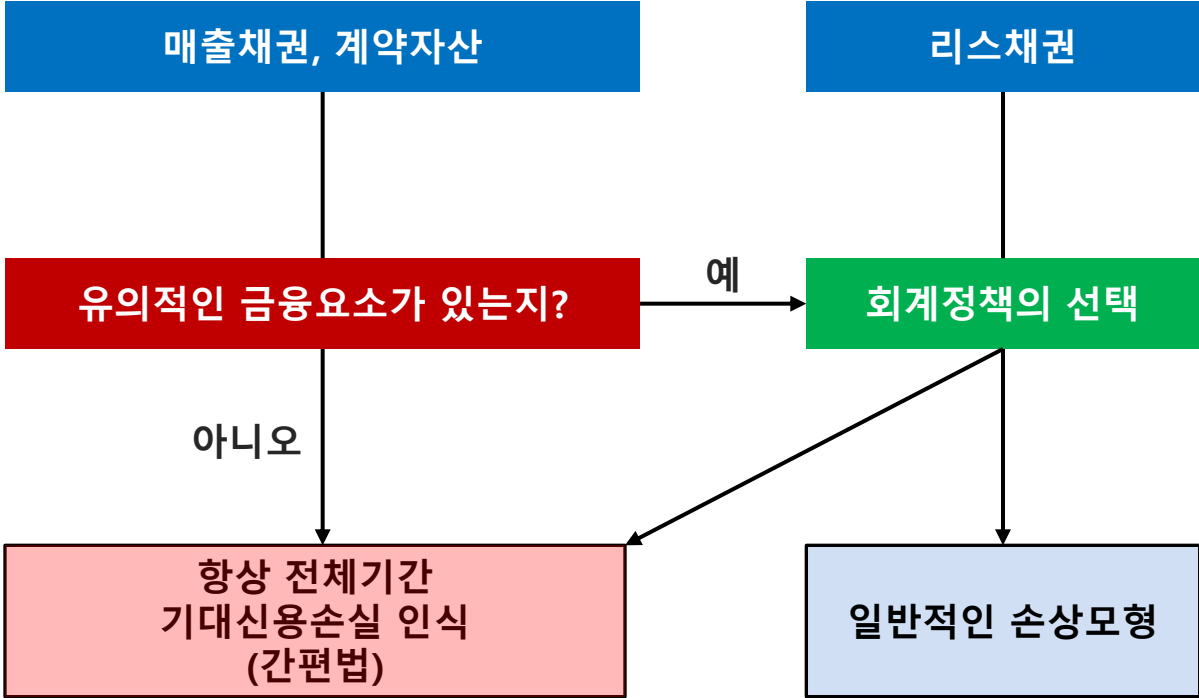 매출채권, 계약자산
리스채권
유의적인 금융요소가 있는지?
예
회계정책의 선택
아니오
항상 전체기간
기대신용손실 인식
(간편법)
일반적인 손상모형